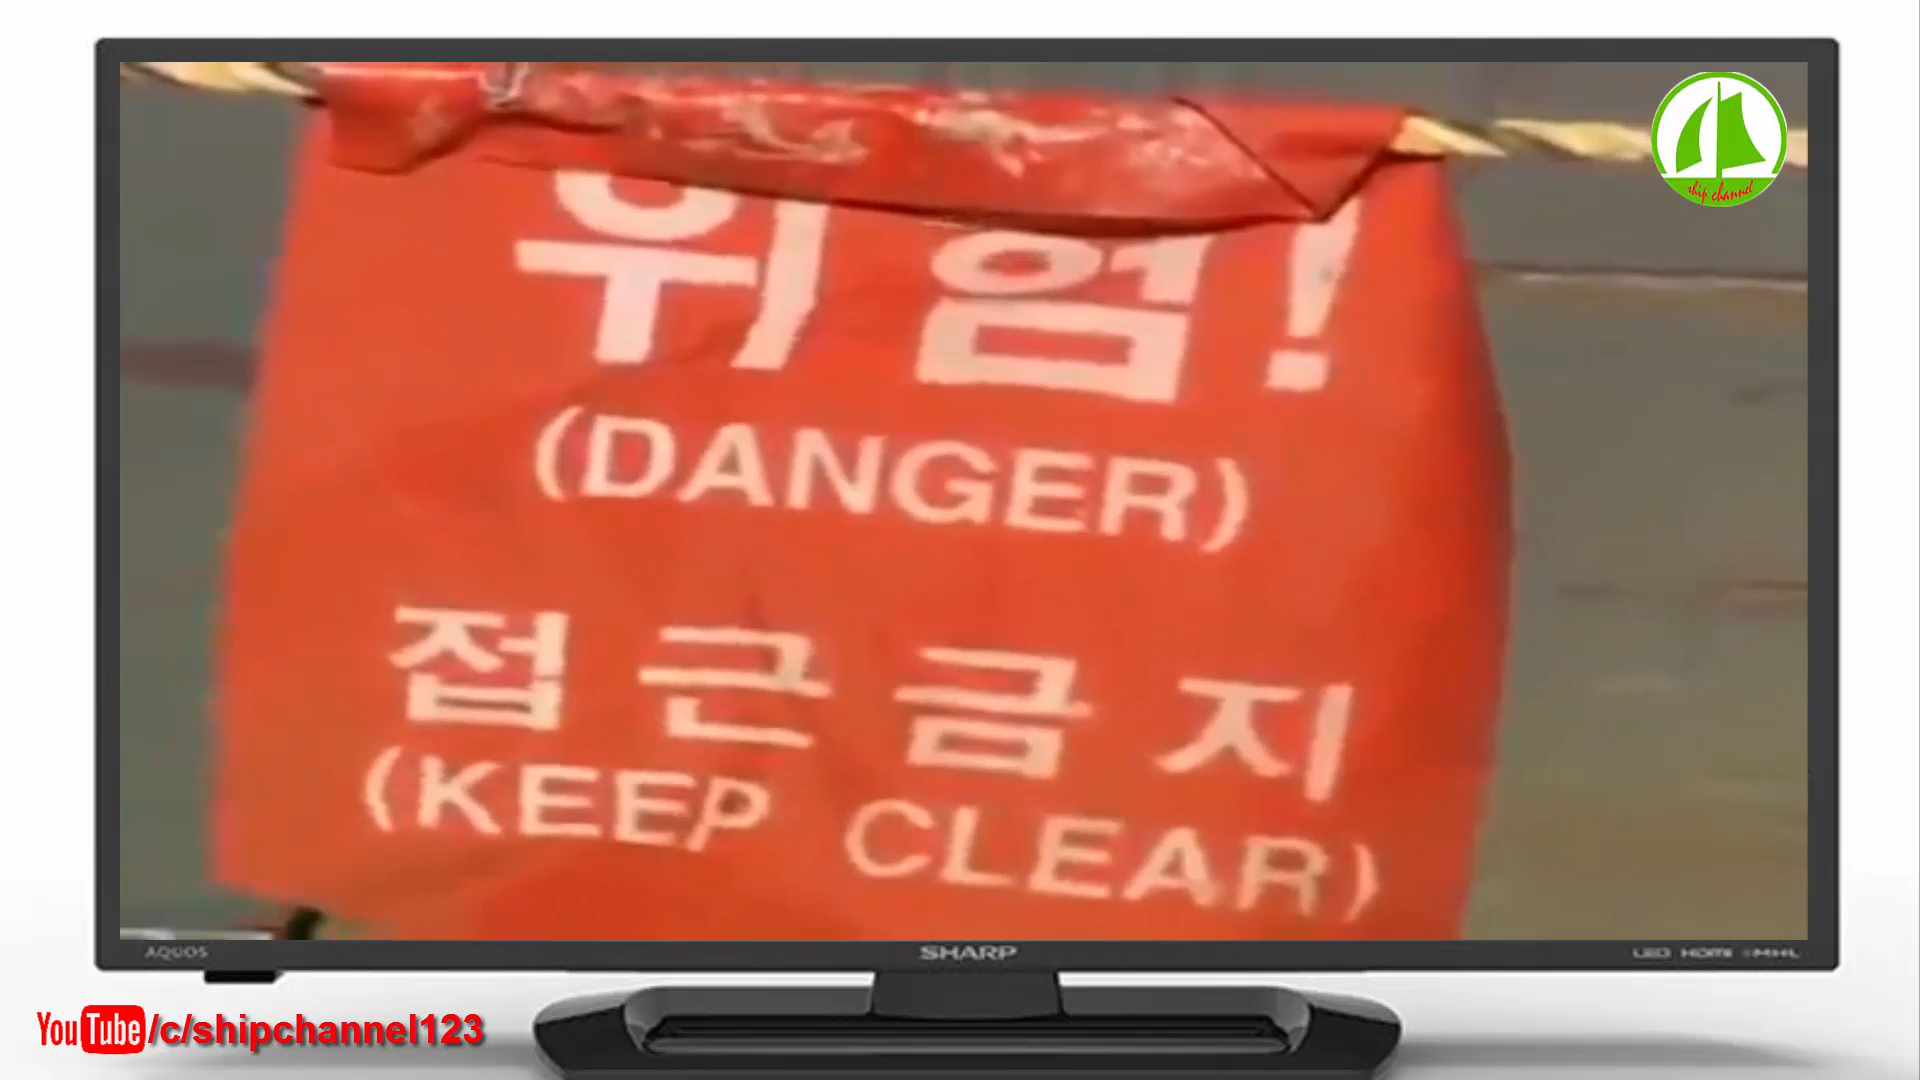 ship channel
위 험!
(DANGER)
접 근 금 지
(KEEP CLEAR)
AQUOS SHARP LED HDMI MHL
YouTube/c/shipchannel123